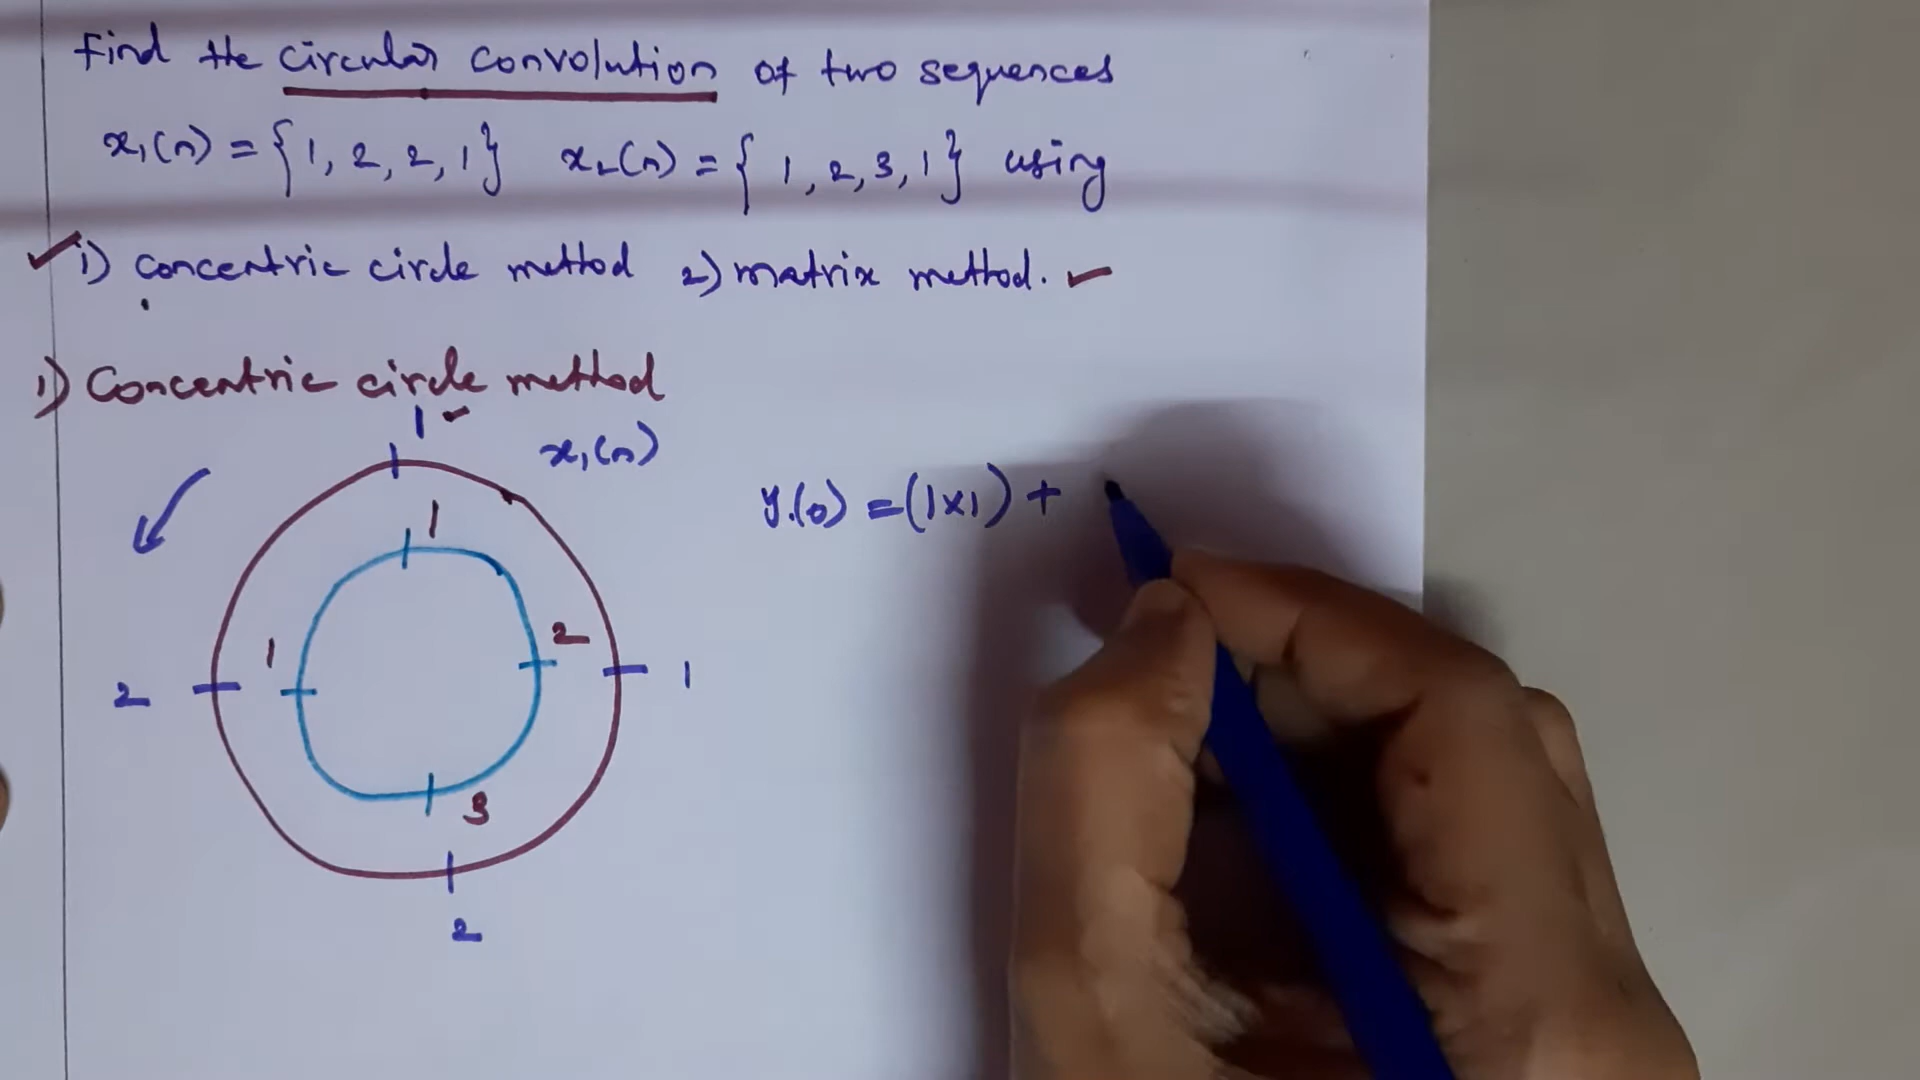 Find the circular convolution of two sequences
x₁(n) = {1, 2, 2, 1} x₂(n) = {1, 2, 3, 1} using
1) concentric circle method 2) matrix method.
1) Concentric circle method
1
x₁(n)
y(0) = (1x1) +
1
1 2
2 1
3
2